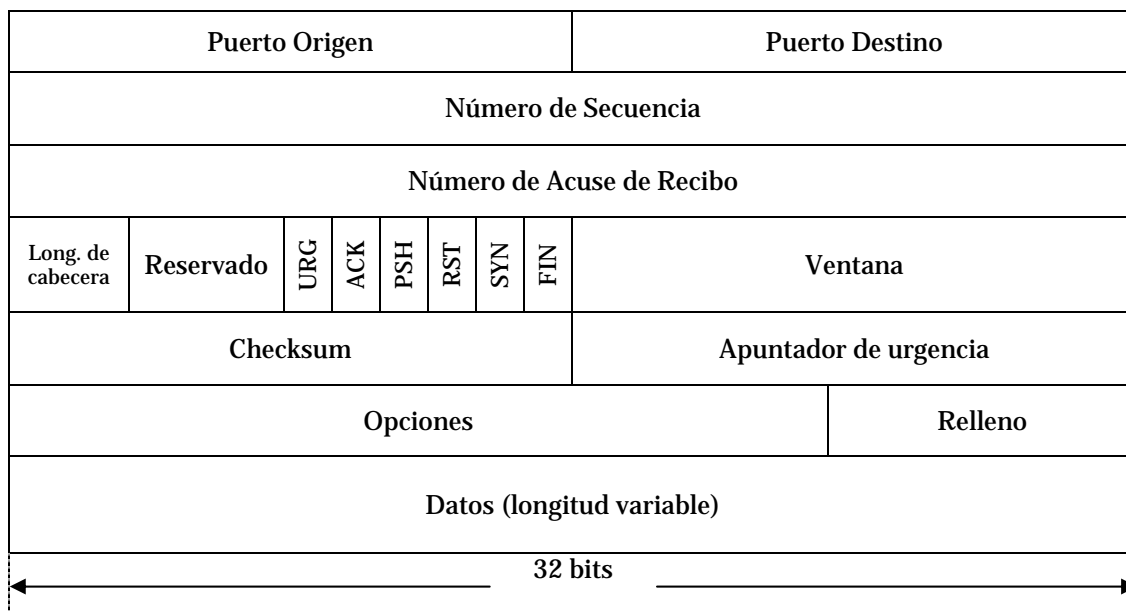 Puerto Origen
Puerto Destino
Número de Secuencia
Número de Acuse de Recibo
Long. de
cabecera
Reservado
URG
ACK
PSH
RST
SYN
FIN
Ventana
Checksum
Apuntador de urgencia
Opciones
Relleno
Datos (longitud variable)
32 bits